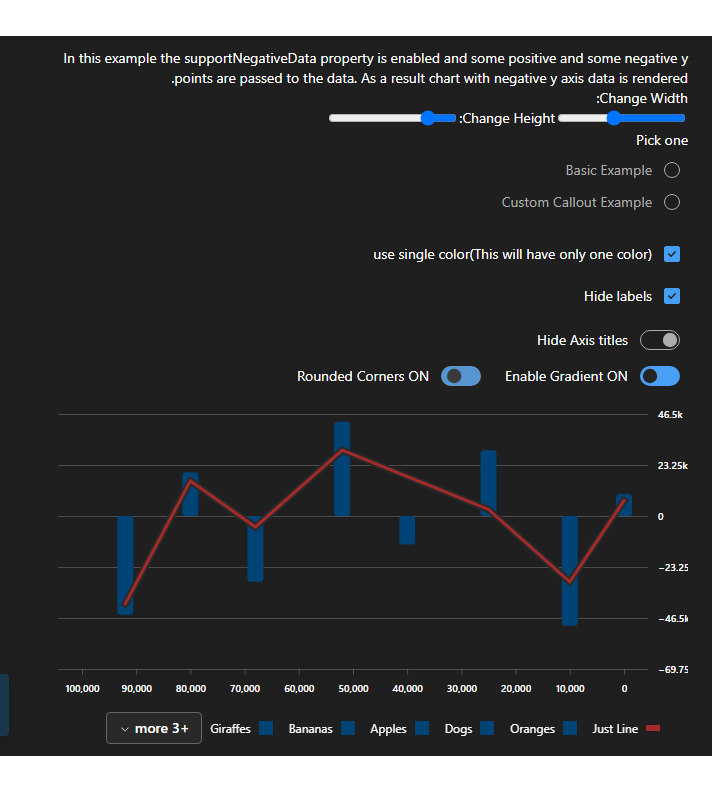 In this example the supportNegativeData property is enabled and some positive and some negative y
.points are passed to the data. As a result chart with negative y axis data is rendered
:Change Width
:Change Height
Pick one
Basic Example
Custom Callout Example
use single color(This will have only one color)
Hide labels
Hide Axis titles
Rounded Corners ON
Enable Gradient ON
46.5k
23.25k
0
−23.25
−46.5k
−69.75
100,000 90,000 80,000 70,000 60,000 50,000 40,000 30,000 20,000 10,000 0
more 3+ Giraffes Bananas Apples Dogs Oranges Just Line